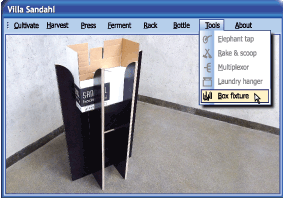 Villa Sandahl
Cultivate Harvest Press Ferment Rack Bottle Tools About
Elephant tap
Rake & scoop
Multiplexor
Laundry hanger
Box fixture